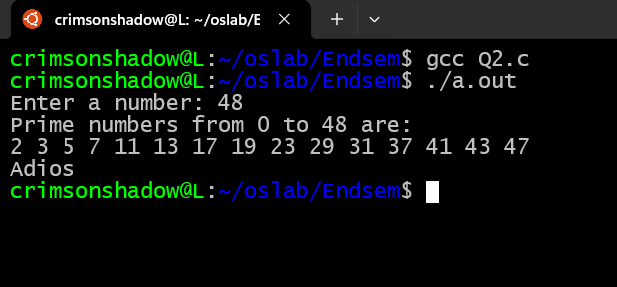 crimsonshadow@L: ~/oslab/E
crimsonshadow@L:~/oslab/Endsem$ gcc Q2.c
crimsonshadow@L:~/oslab/Endsem$ ./a.out
Enter a number: 48
Prime numbers from 0 to 48 are:
2 3 5 7 11 13 17 19 23 29 31 37 41 43 47
Adios
crimsonshadow@L:~/oslab/Endsem$